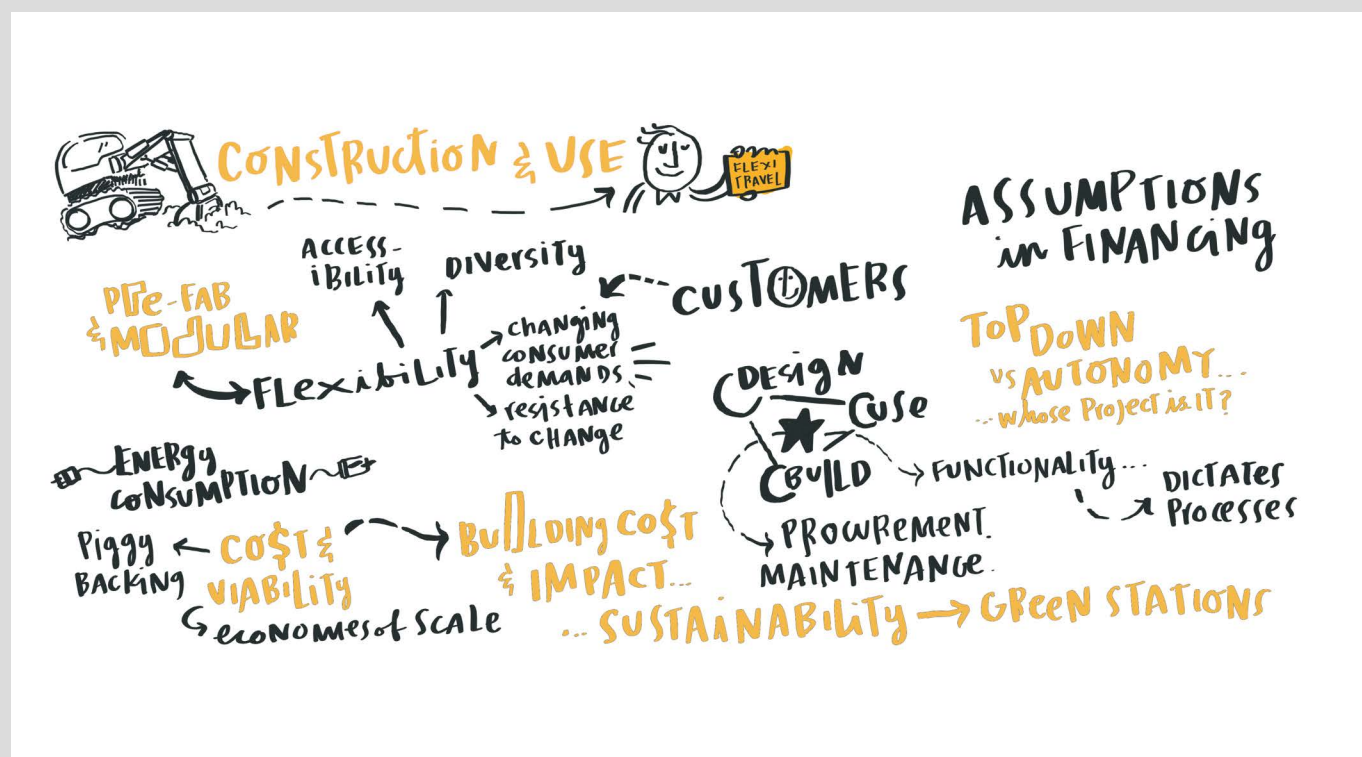 CONSTRUCTION & USE
FLEXI
TRAVEL
ASSUMPTIONS
in FINANCING
ACCESS-
iBILITY
DIVERSITY
CUSTOMERS
PRE-FAB
& MODULAR
FLEXIBILITY
CHANGING
CONSUMER
DEMANDS
RESISTANCE
to CHANGE
TOP DOWN
vs AUTONOMY...
...whose Project is IT?
DESIGN
USE
BUILD
FUNCTIONALITY...
DICTATES
Processes
PROCUREMENT
MAINTENANCE
ENERGY
CONSUMPTION
Piggy
BACKING
CO$T &
VIABILITY
economies of SCALE
BUILDING CO$T
& IMPACT...
... SUSTAINABILITY → GREEN STATIONS